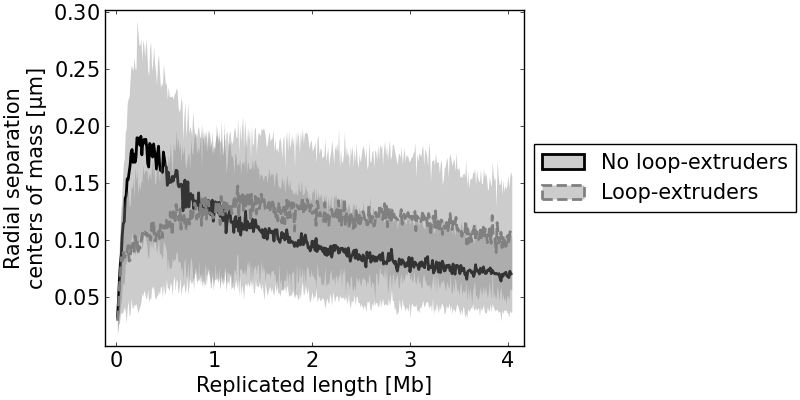 0.30
0.25
0.20
0.15
0.10
0.05
Radial separation
centers of mass [µm]
0
1
2
3
4
Replicated length [Mb]
No loop-extruders
Loop-extruders